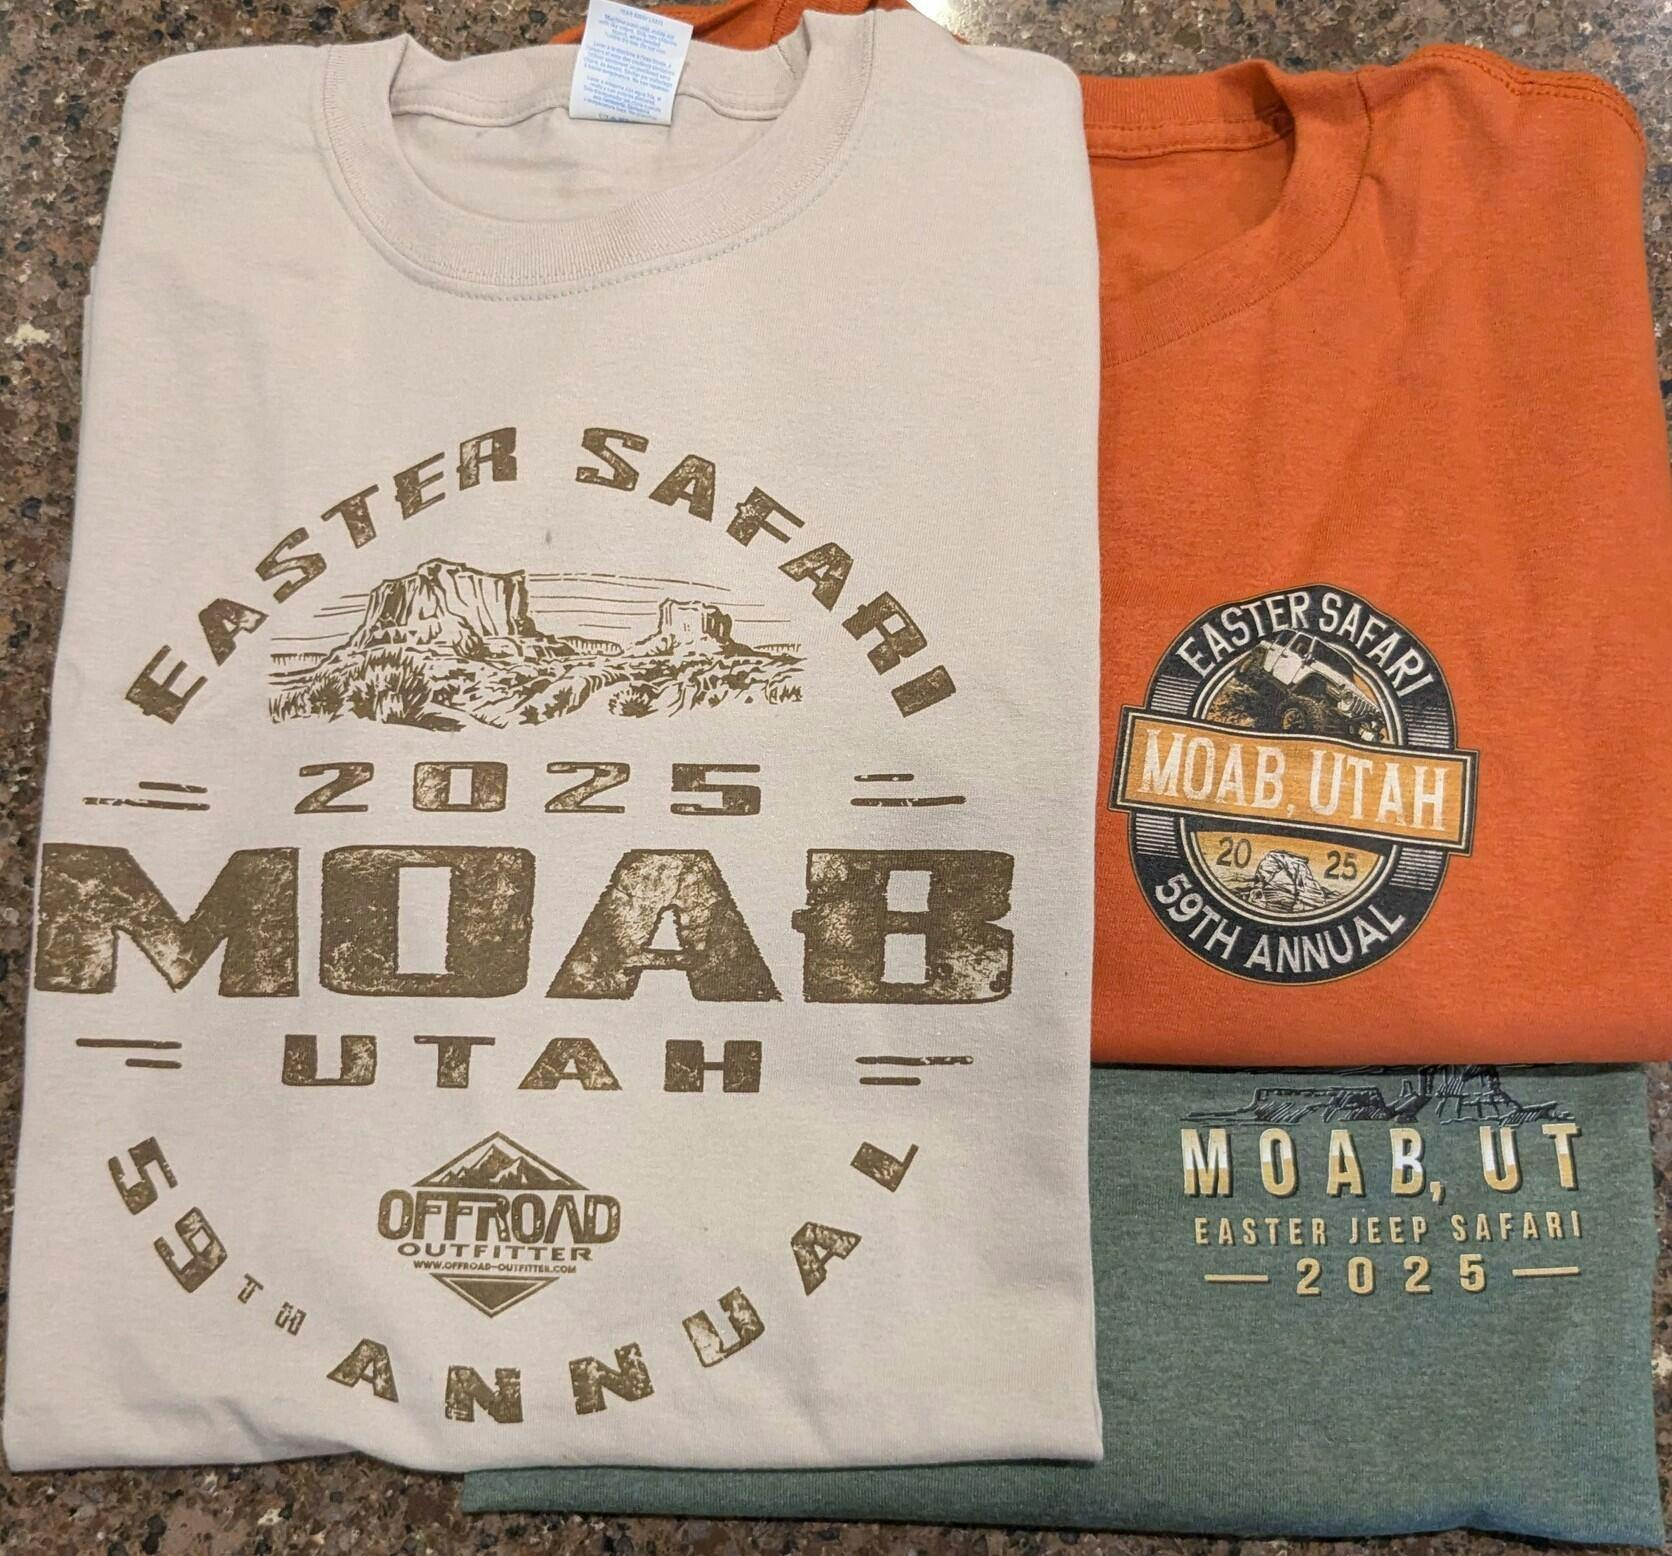 EASTER SAFARI
2025
MOAB
UTAH
59TH ANNUAL
OFFROAD
OUTFITTER
WWW.OFFROAD-OUTFITTER.COM
EASTER SAFARI
MOAB, UTAH
20 25
59TH ANNUAL
MOAB, UT
EASTER JEEP SAFARI
2025